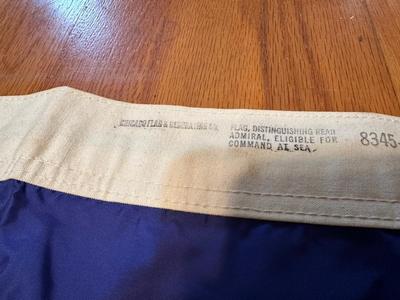 CHICAGO FLAG & DECORATING CO.
FLAG, DISTINGUISHING REAR
ADMIRAL, ELIGIBLE FOR
COMMAND AT SEA.
8345-